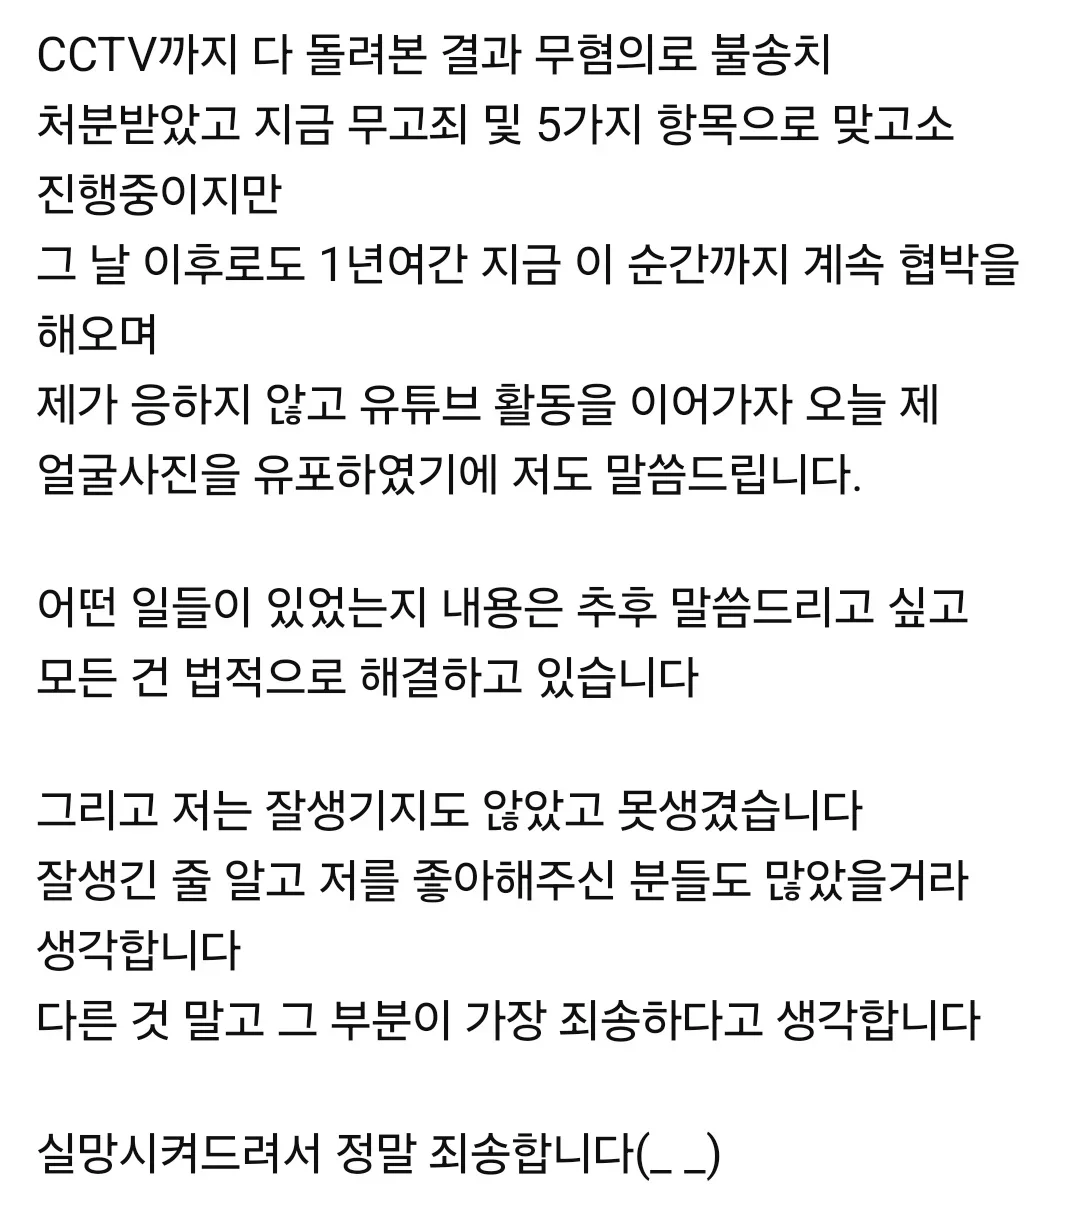 CCTV까지 다 돌려본 결과 무혐의로 불송치
처분받았고 지금 무고죄 및 5가지 항목으로 맞고소
진행중이지만
그 날 이후로도 1년여간 지금 이 순간까지 계속 협박을
해오며
제가 응하지 않고 유튜브 활동을 이어가자 오늘 제
얼굴사진을 유포하였기에 저도 말씀드립니다.
어떤 일들이 있었는지 내용은 추후 말씀드리고 싶고
모든 건 법적으로 해결하고 있습니다
그리고 저는 잘생기지도 않았고 못생겼습니다
잘생긴 줄 알고 저를 좋아해주신 분들도 많았을거라
생각합니다
다른 것 말고 그 부분이 가장 죄송하다고 생각합니다
실망시켜드려서 정말 죄송합니다(_ _)